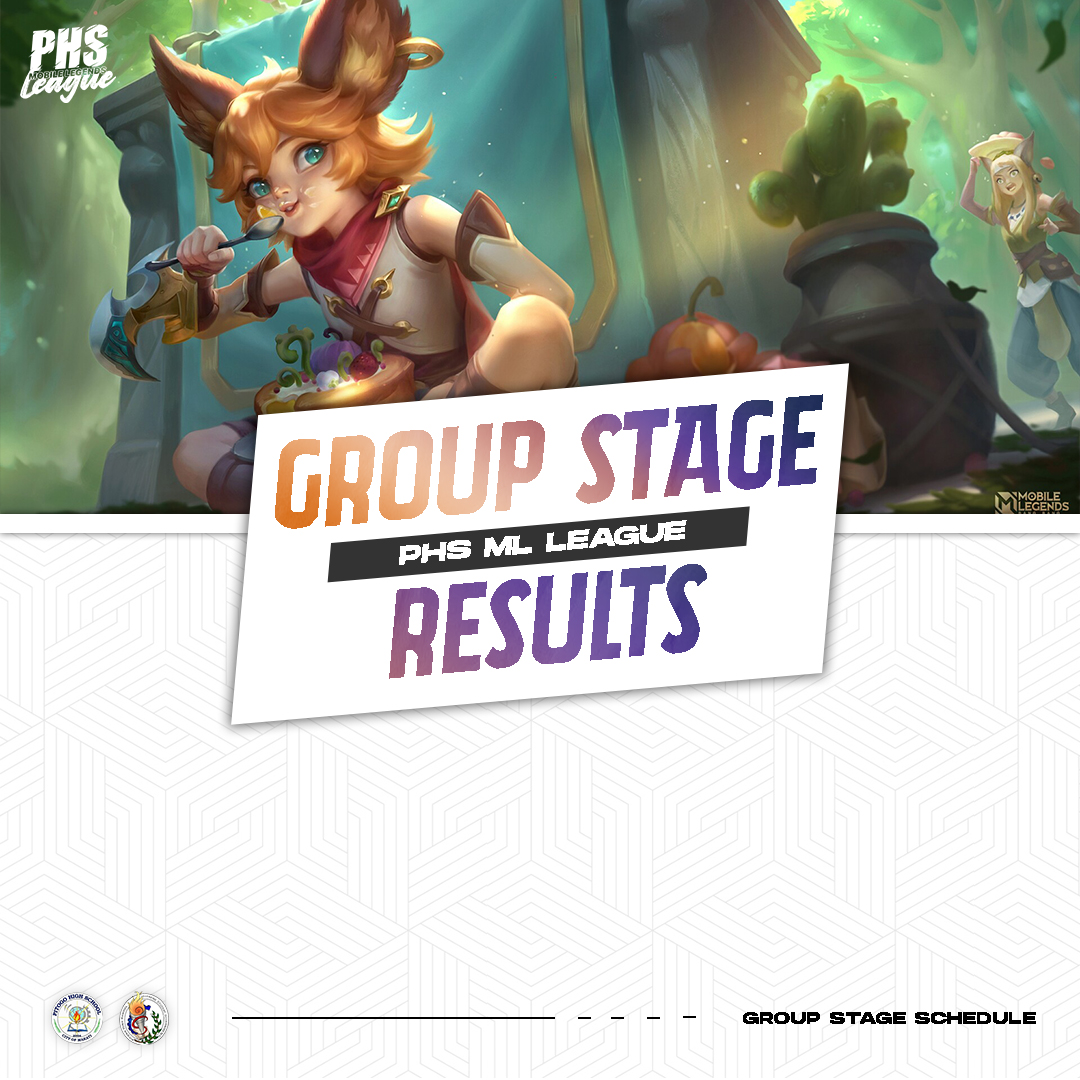 PHS
MOBILE LEGENDS
League
MOBILE
LEGENDS
GROUP STAGE
PHS ML LEAGUE
RESULTS
PITOGO HIGH SCHOOL
CITY OF MAKATI
GROUP STAGE SCHEDULE